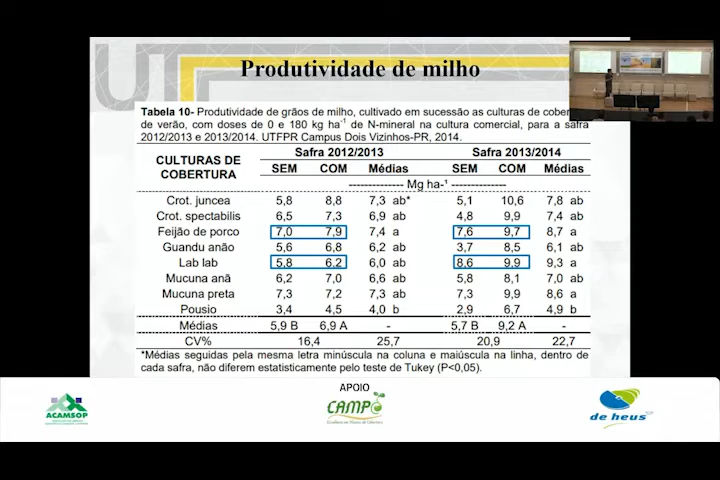 UTF
Produtividade de milho
Tabela 10- Produtividade de grãos de milho, cultivado em sucessão as culturas de cober
de verão, com doses de 0 e 180 kg ha-¹ de N-mineral na cultura comercial, para a safra
2012/2013 e 2013/2014. UTFPR Campus Dois Vizinhos-PR, 2014.
CULTURAS DE COBERTURA Safra 2012/2013 Safra 2013/2014
SEM COM Médias SEM COM Médias
-------------- Mg ha-¹ --------------
Crot. juncea 5,8 8,8 7,3 ab* 5,1 10,6 7,8 ab
Crot. spectabilis 6,5 7,3 6,9 ab 4,8 9,9 7,4 ab
Feijão de porco 7,0 7,9 7,4 a 7,6 9,7 8,7 a
Guandu anão 5,6 6,8 6,2 ab 3,7 8,5 6,1 ab
Lab lab 5,8 6,2 6,0 ab 8,6 9,9 9,3 a
Mucuna anã 6,2 7,0 6,6 ab 5,8 8,1 7,0 ab
Mucuna preta 7,3 7,2 7,3 ab 7,3 9,9 8,6 a
Pousio 3,4 4,5 4,0 b 2,9 6,7 4,9 b
Médias 5,9 B 6,9 A - 5,7 B 9,2 A -
CV% 16,4 25,7 20,9 22,7
*Médias seguidas pela mesma letra minúscula na coluna e maiúscula na linha, dentro de
cada safra, não diferem estatisticamente pelo teste de Tukey (P<0,05).
APOIO
ACAMSOP
CAMPO
de heus